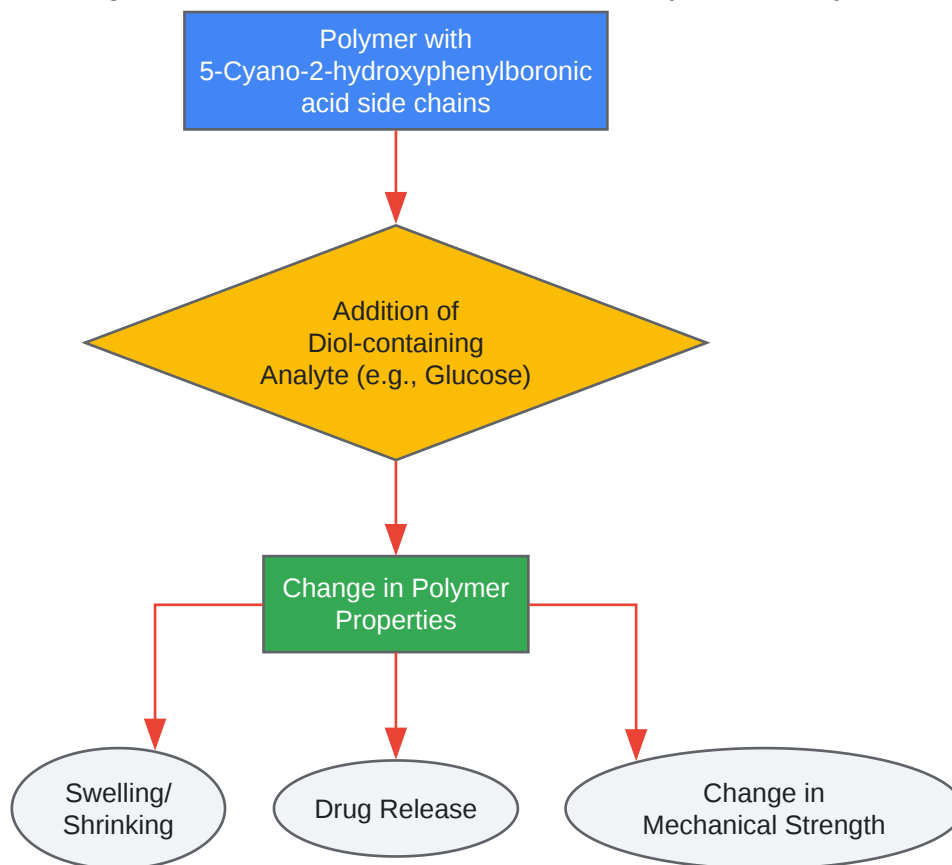 Polymer with
5-Cyano-2-hydroxyphenylboronic
acid side chains
Addition of
Diol-containing
Analyte (e.g., Glucose)
Change in Polymer
Properties
Swelling/
Shrinking
Drug Release
Change in
Mechanical Strength